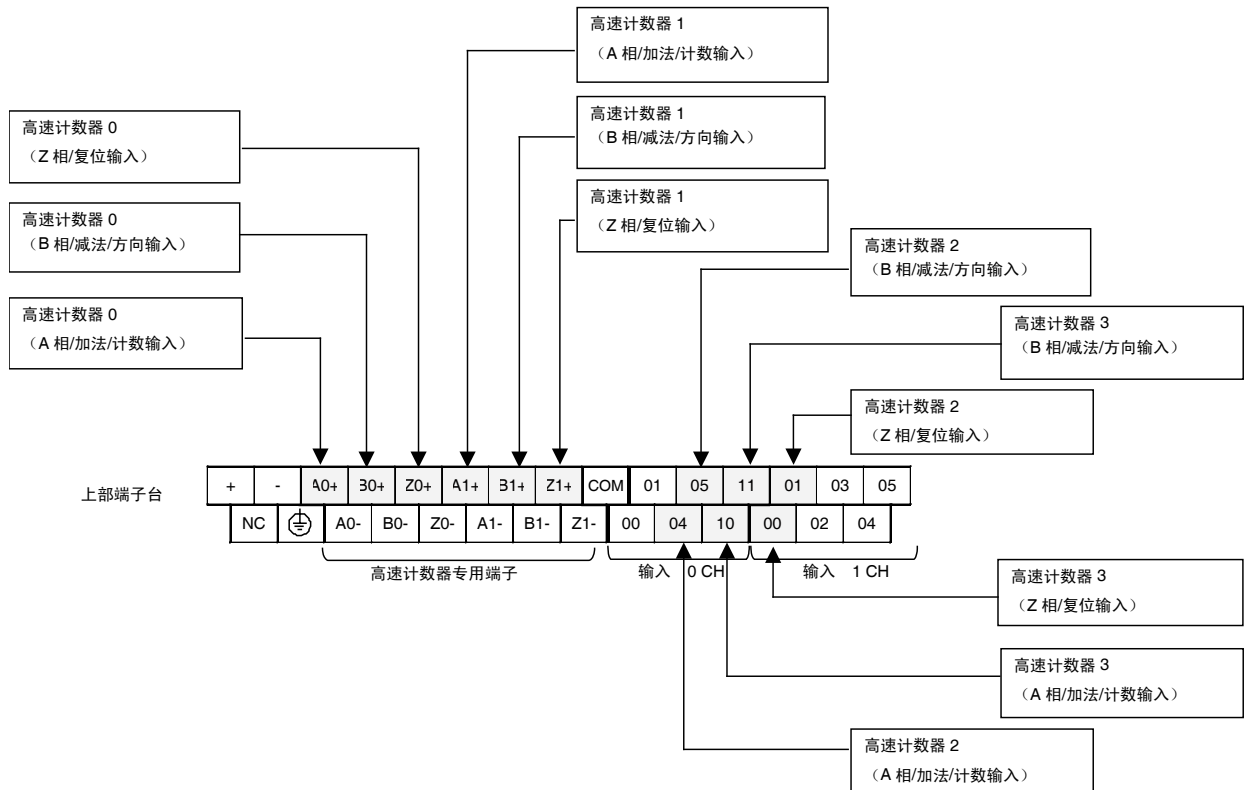 高速计数器 1
（A 相/加法/计数输入）
高速计数器 0
（Z 相/复位输入）
高速计数器 1
（B 相/减法/方向输入）
高速计数器 0
（B 相/减法/方向输入）
高速计数器 1
（Z 相/复位输入）
高速计数器 2
（B 相/减法/方向输入）
高速计数器 0
（A 相/加法/计数输入）
高速计数器 3
（B 相/减法/方向输入）
高速计数器 2
（Z 相/复位输入）
上部端子台
+ - A0+ B0+ Z0+ A1+ B1+ Z1+ COM 01 05 11 01 03 05
NC A0- B0- Z0- A1- B1- Z1- 00 04 10 00 02 04
高速计数器专用端子 输入 0 CH 输入 1 CH
高速计数器 3
（Z 相/复位输入）
高速计数器 3
（A 相/加法/计数输入）
高速计数器 2
（A 相/加法/计数输入）